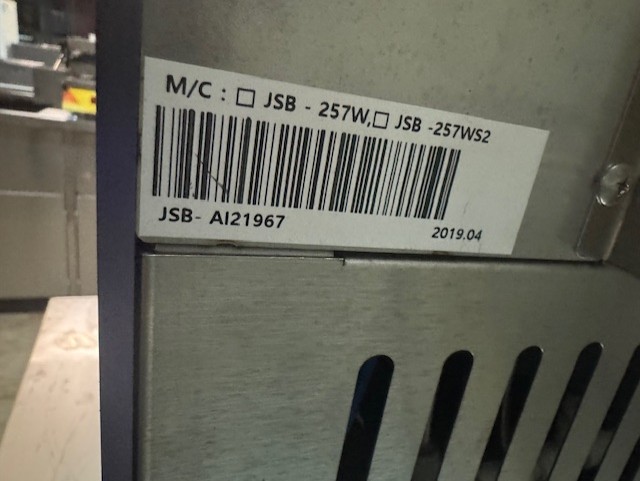 M/C : □ JSB - 257W, □ JSB -257WS2
JSB- AI21967
2019.04